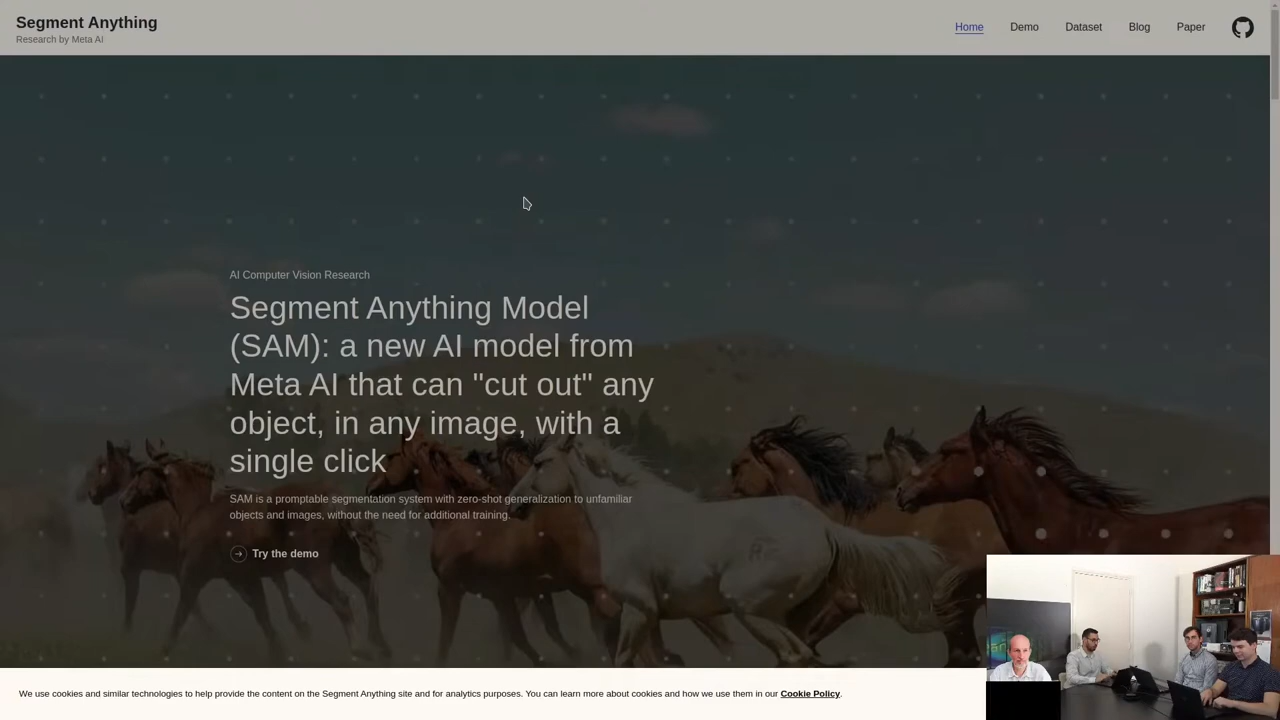 Segment Anything
Research by Meta AI
Home
Demo
Dataset
Blog
Paper
AI Computer Vision Research
Segment Anything Model
(SAM): a new AI model from
Meta AI that can "cut out" any
object, in any image, with a
single click
SAM is a promptable segmentation system with zero-shot generalization to unfamiliar
objects and images, without the need for additional training.
Try the demo
We use cookies and similar technologies to help provide the content on the Segment Anything site and for analytics purposes. You can learn more about cookies and how we use them in our Cookie Policy.